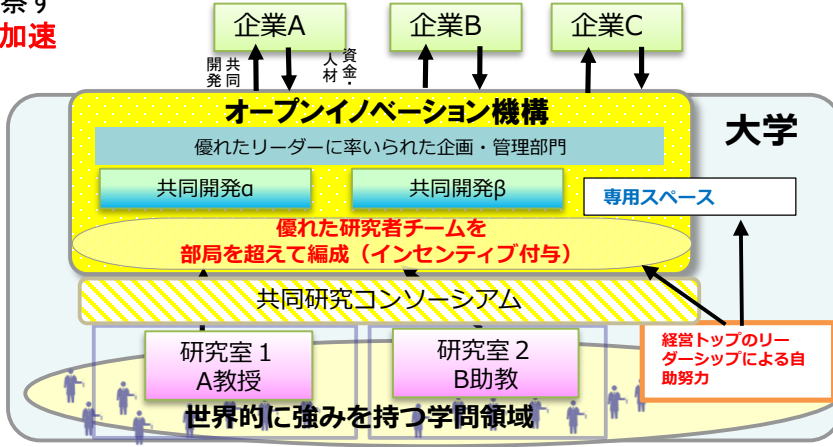 察す
加速
企業A
企業B
企業C
共同
開発
資金・
人材
オープンイノベーション機構
大学
優れたリーダーに率いられた企画・管理部門
共同開発α
共同開発β
専用スペース
優れた研究者チームを
部局を超えて編成（インセンティブ付与）
共同研究コンソーシアム
研究室１
A教授
研究室２
B助教
経営トップのリー
ダーシップによる自
助努力
世界的に強みを持つ学問領域